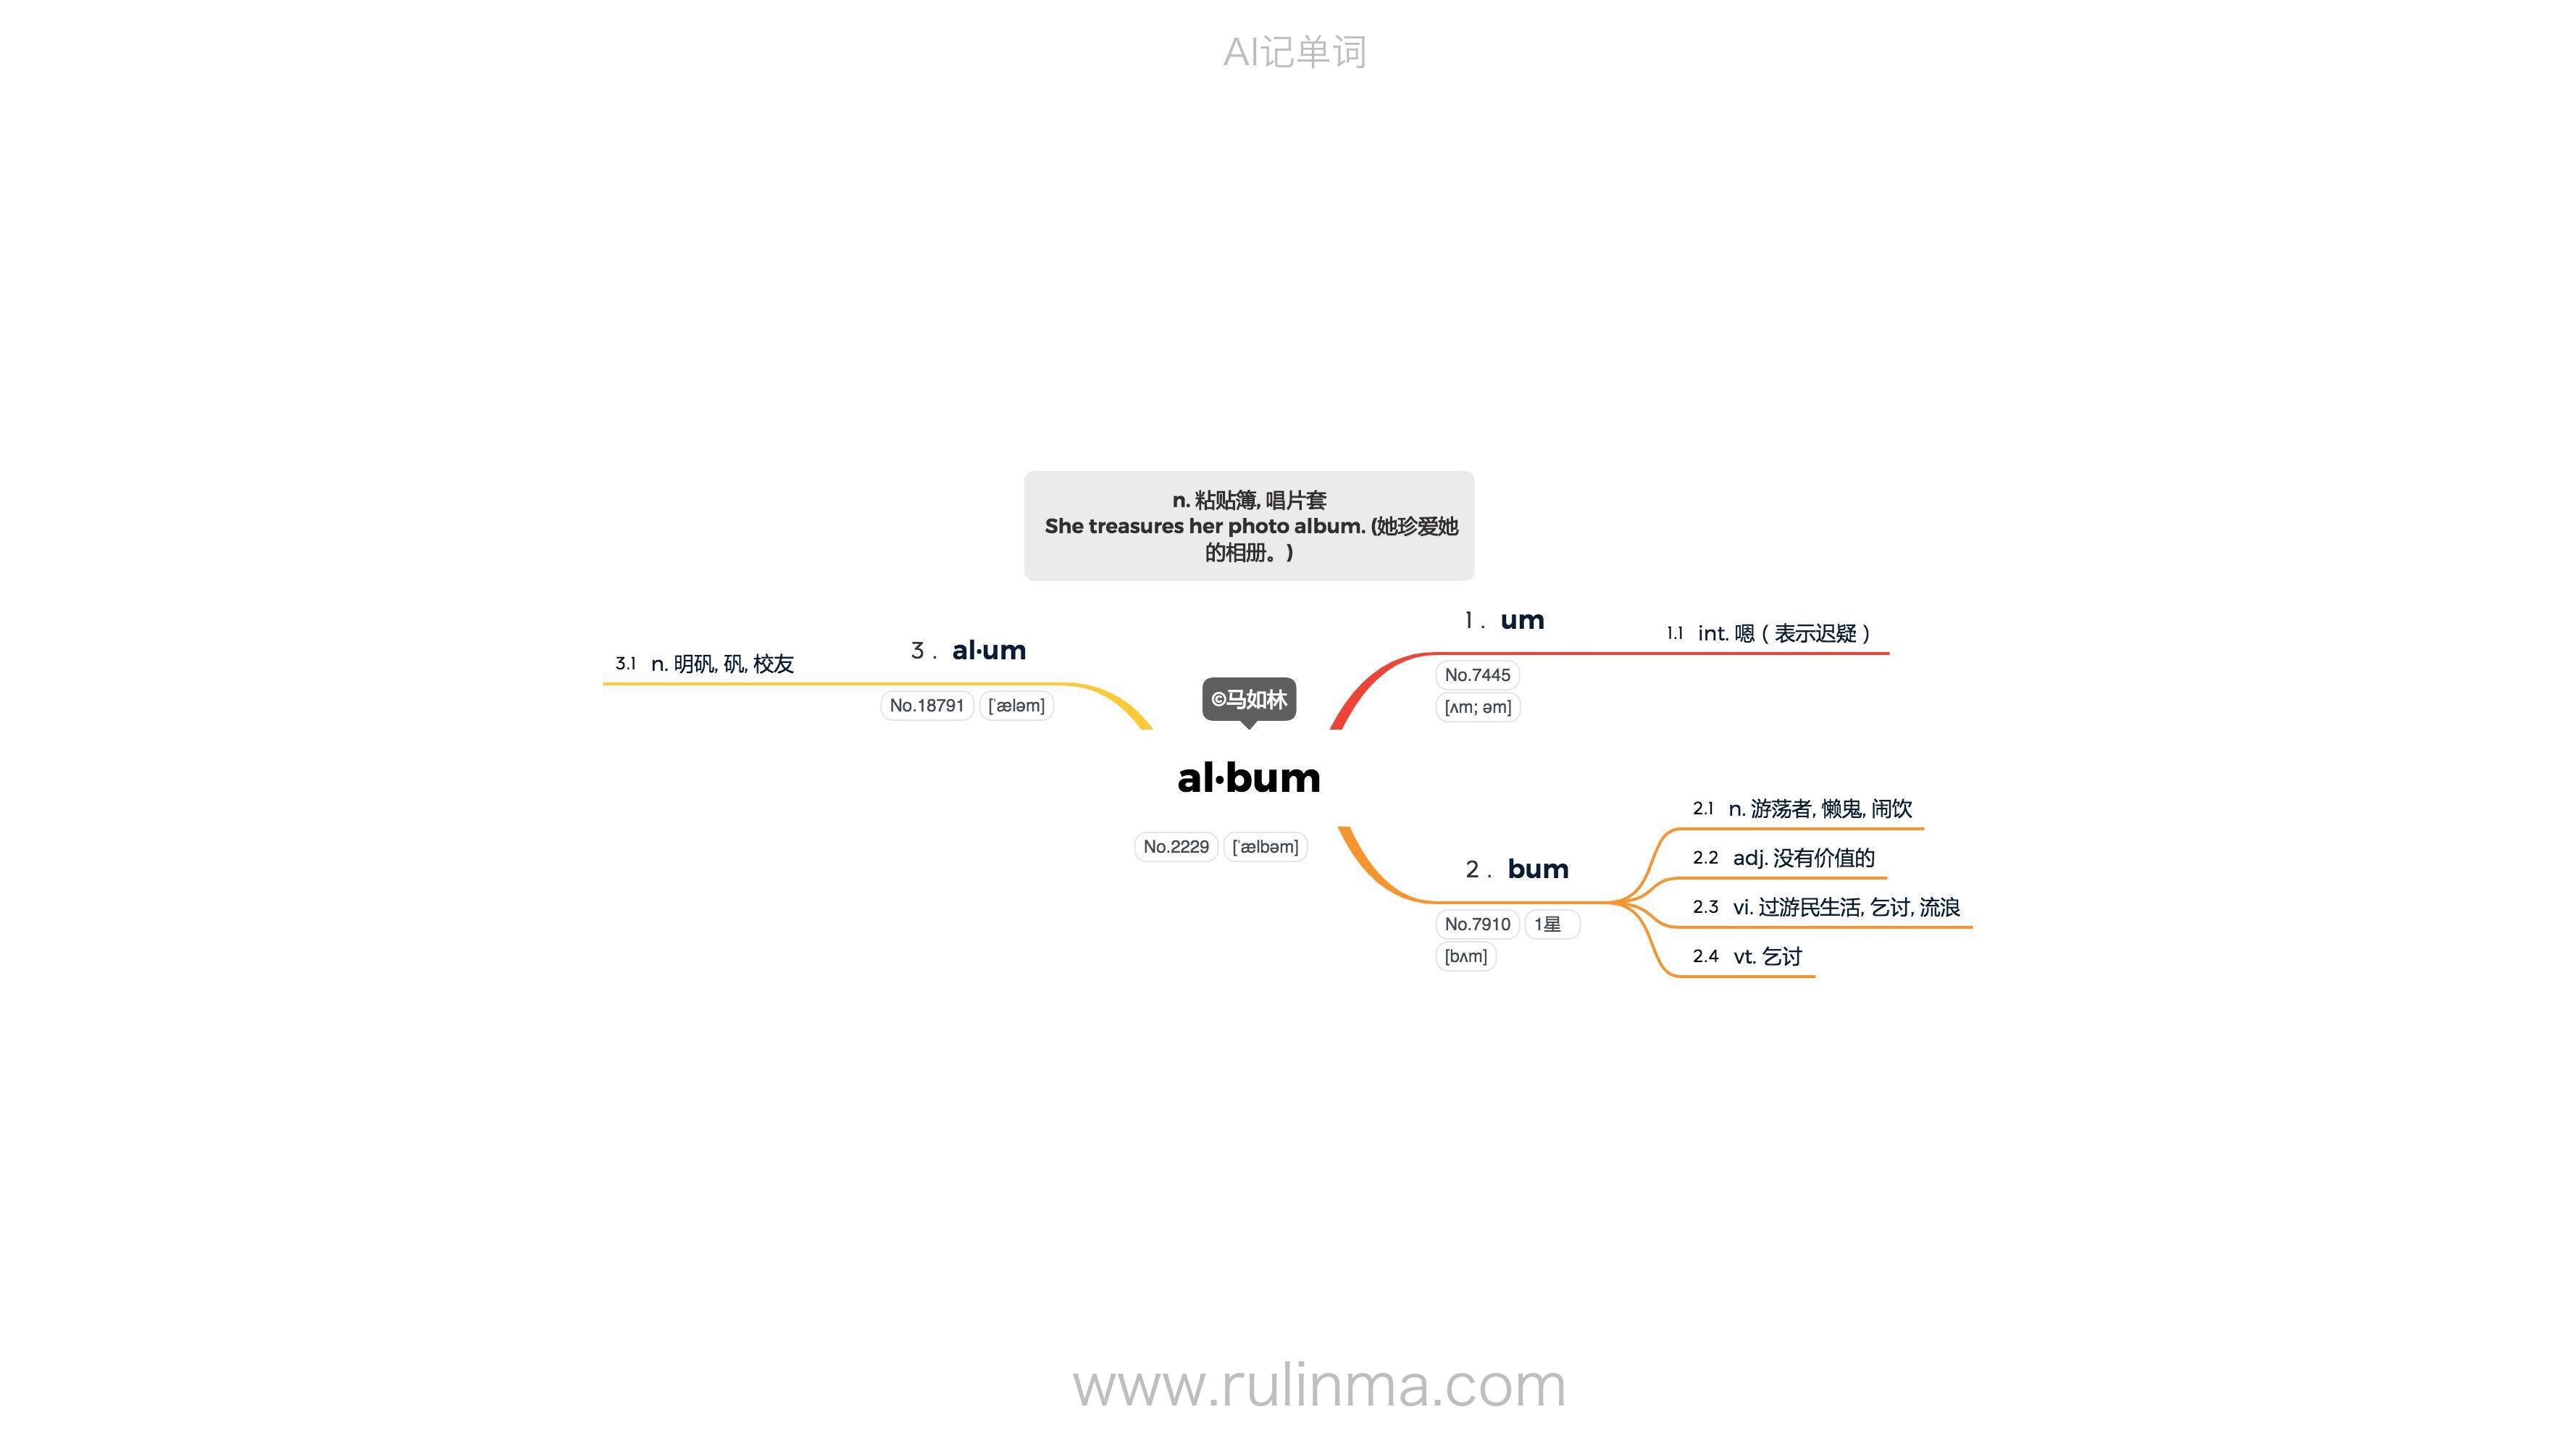 AI记单词
n. 粘贴簿, 唱片套
She treasures her photo album. (她珍爱她
的相册。)
1 . um
No.7445
[ʌm; əm]
1.1 int. 嗯（表示迟疑）
3 . al·um
No.18791 ['æləm]
3.1 n. 明矾, 矾, 校友
©马如林
al·bum
No.2229 ['ælbəm]
2 . bum
No.7910 1星
[bʌm]
2.1 n. 游荡者, 懒鬼, 闹饮
2.2 adj. 没有价值的
2.3 vi. 过游民生活, 乞讨, 流浪
2.4 vt. 乞讨
www.rulinma.com